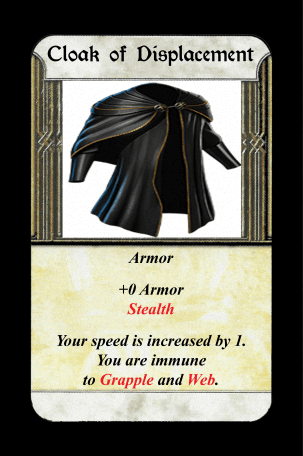 Cloak of Displacement
Armor
+0 Armor
Stealth
Your speed is increased by 1.
You are immune
to Grapple and Web.